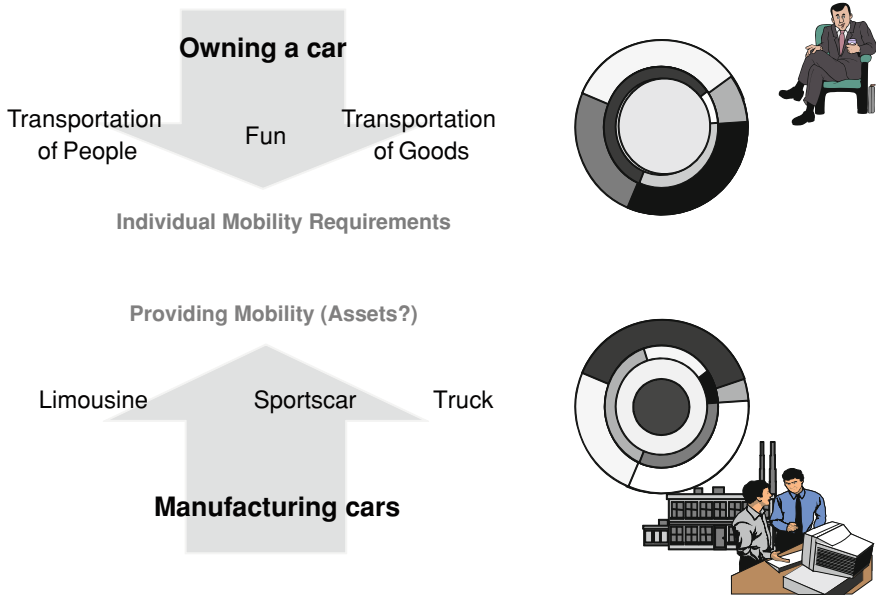 Owning a car
Transportation
of People
Fun
Transportation
of Goods
Individual Mobility Requirements
Providing Mobility (Assets?)
Limousine
Sportscar
Truck
Manufacturing cars